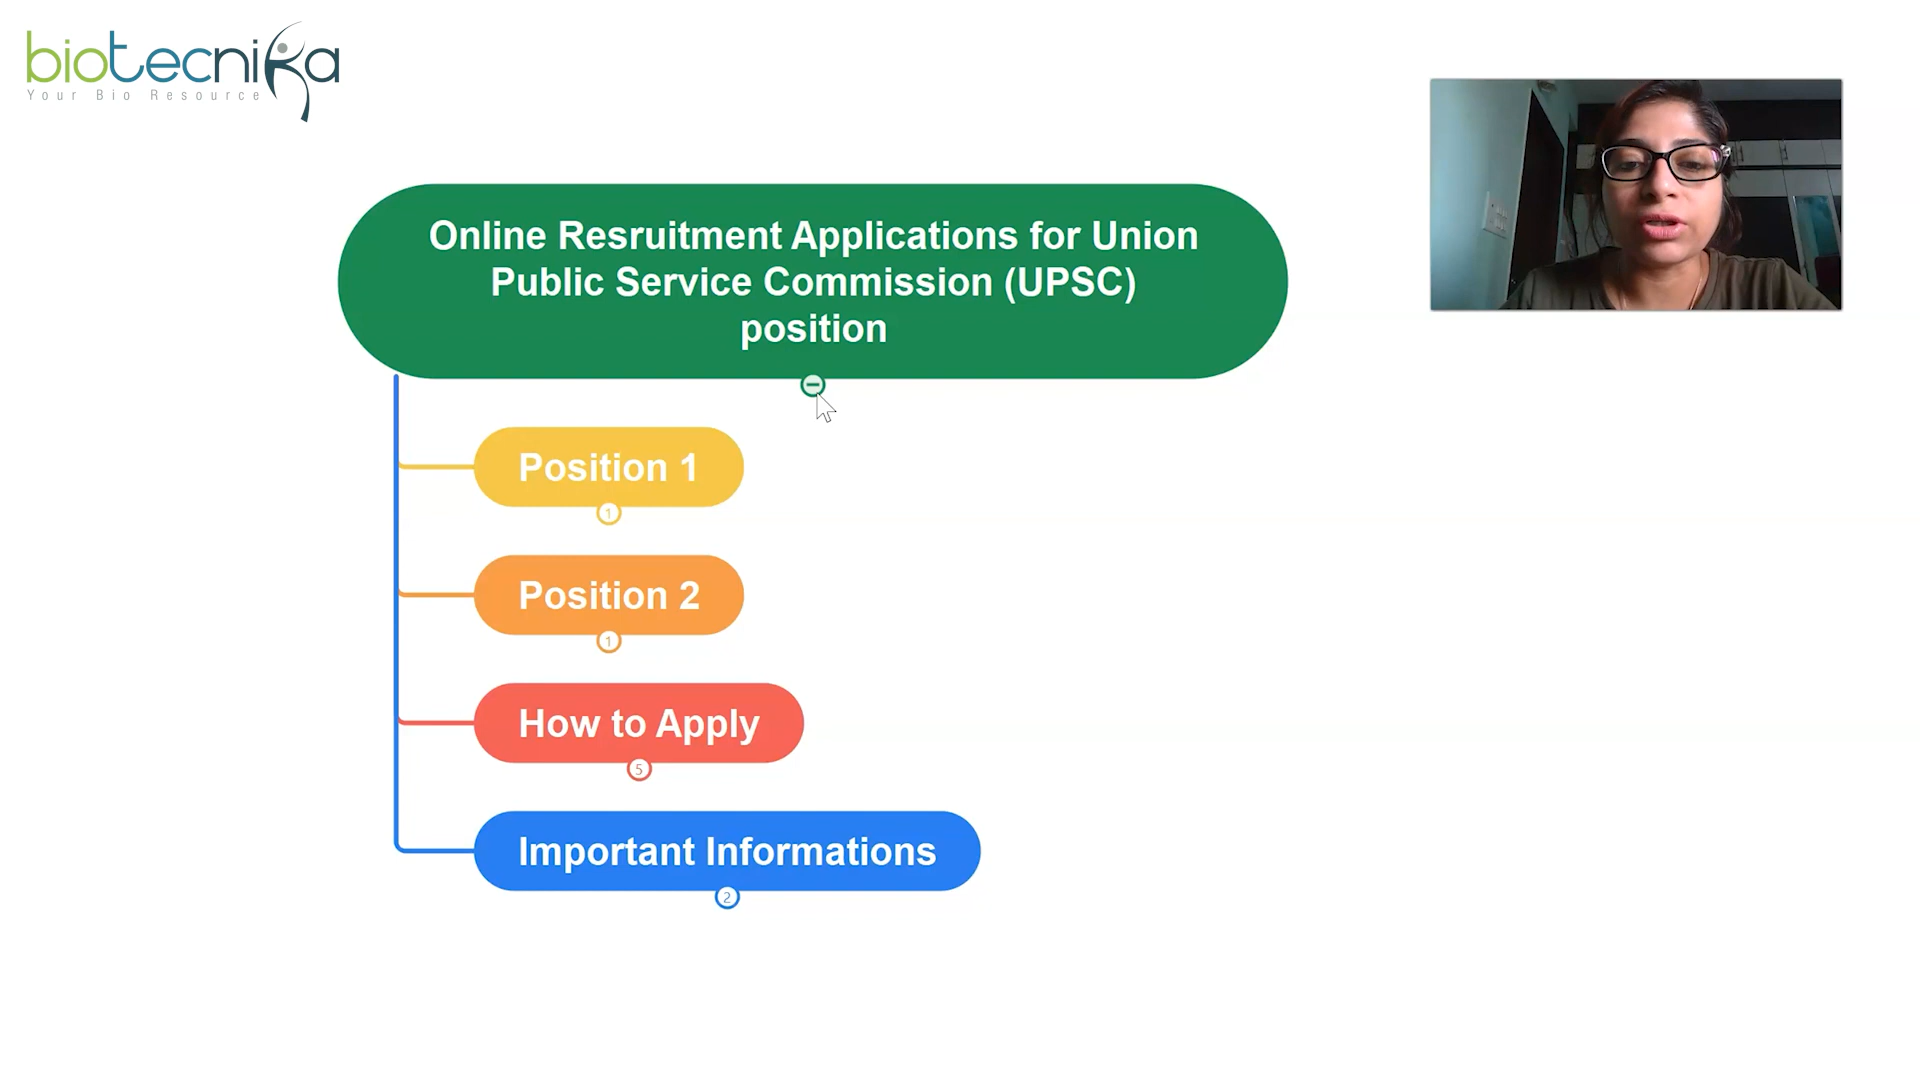 biotecnika
Your Bio Resource
Online Resruitment Applications for Union
Public Service Commission (UPSC)
position
Position 1
1
Position 2
1
How to Apply
5
Important Informations
2